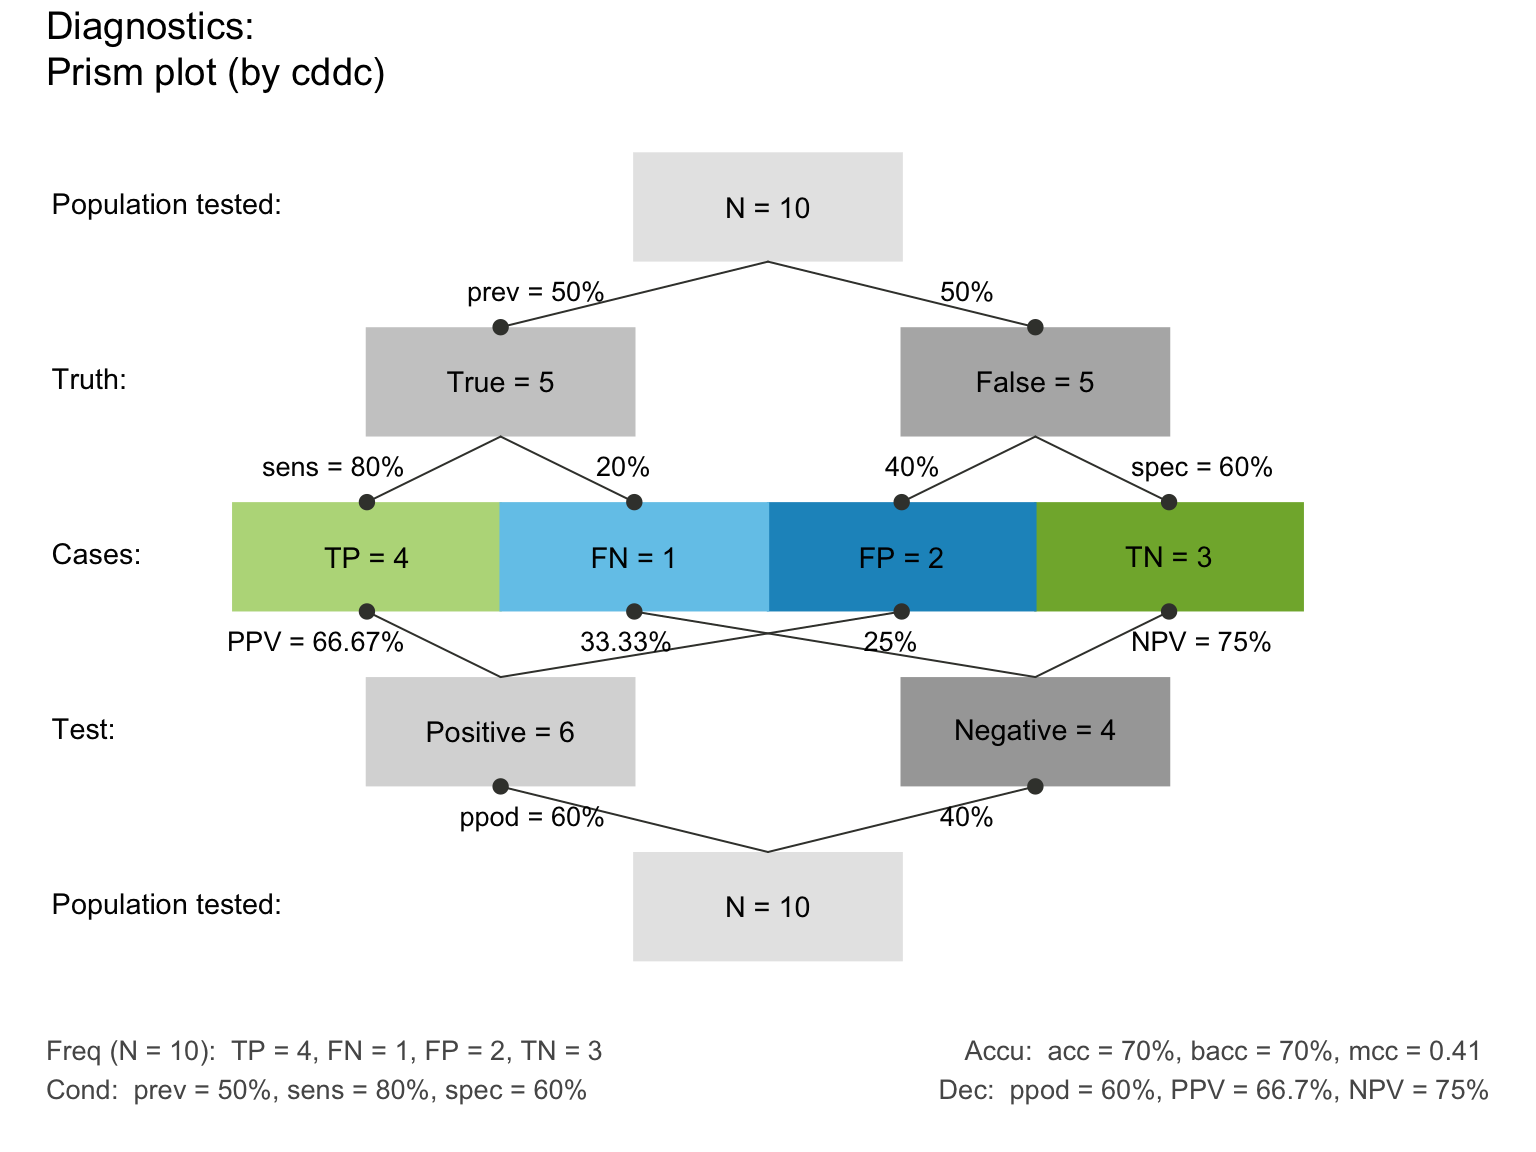 Diagnostics:
Prism plot (by cddc)
Population tested:
N = 10
prev = 50%
50%
Truth:
True = 5
False = 5
sens = 80%
20%
40%
spec = 60%
Cases:
TP = 4
FN = 1
FP = 2
TN = 3
PPV = 66.67%
33.33%
25%
NPV = 75%
Test:
Positive = 6
Negative = 4
ppod = 60%
40%
Population tested:
N = 10
Freq (N = 10):  TP = 4, FN = 1, FP = 2, TN = 3
Accu:  acc = 70%, bacc = 70%, mcc = 0.41
Cond:  prev = 50%, sens = 80%, spec = 60%
Dec:  ppod = 60%, PPV = 66.7%, NPV = 75%